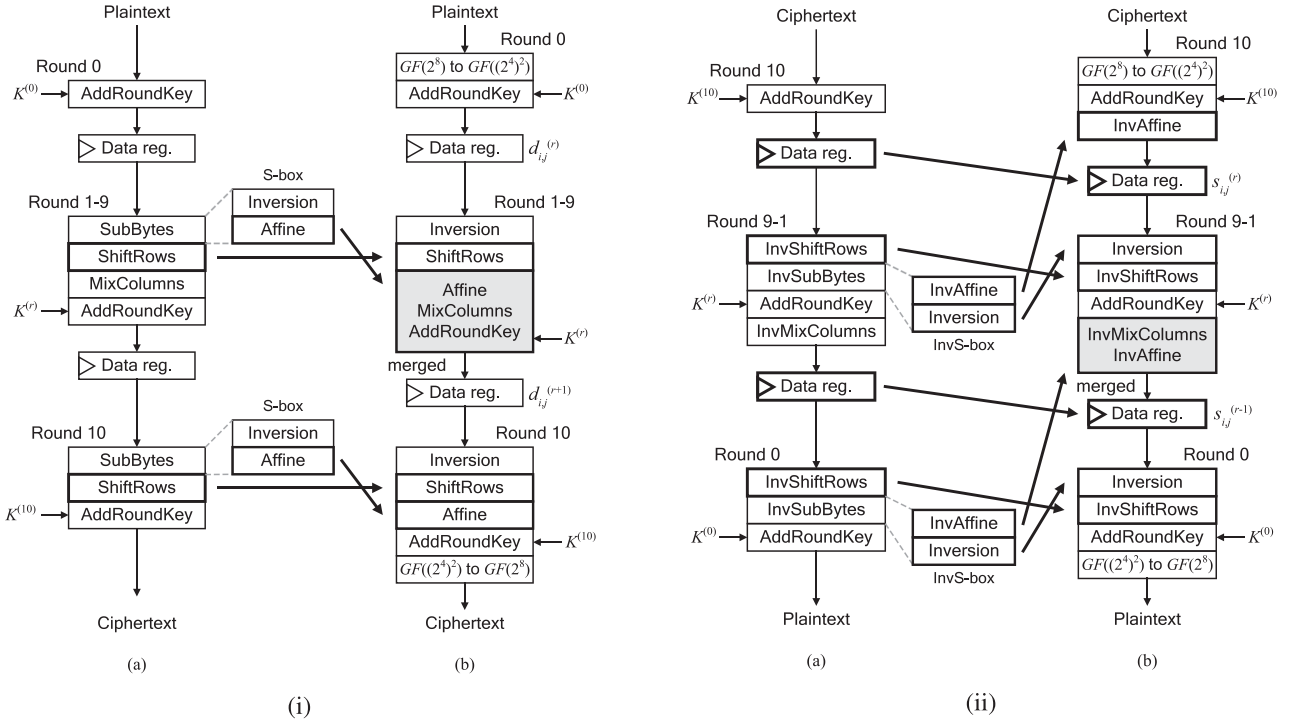 Plaintext
Round 0
K^(0)
AddRoundKey
Data reg.
Round 1-9
SubBytes
ShiftRows
MixColumns
K^(r)
AddRoundKey
Data reg.
Round 10
SubBytes
ShiftRows
K^(10)
AddRoundKey
Ciphertext
(a)
S-box
Inversion
Affine
S-box
Inversion
Affine
Plaintext
Round 0
GF(2^8) to GF((2^4)^2)
AddRoundKey
K^(0)
Data reg.
d_{i,j}^(r)
Round 1-9
Inversion
ShiftRows
Affine
MixColumns
AddRoundKey
K^(r)
merged
Data reg.
d_{i,j}^(r+1)
Round 10
Inversion
ShiftRows
Affine
AddRoundKey
K^(10)
GF((2^4)^2) to GF(2^8)
Ciphertext
(b)
(i)
Ciphertext
Round 10
K^(10)
AddRoundKey
Data reg.
Round 9-1
InvShiftRows
InvSubBytes
K^(r)
AddRoundKey
InvMixColumns
Data reg.
Round 0
InvShiftRows
InvSubBytes
K^(0)
AddRoundKey
Plaintext
(a)
InvAffine
Inversion
InvS-box
InvAffine
Inversion
InvS-box
Ciphertext
Round 10
GF(2^8) to GF((2^4)^2)
AddRoundKey
K^(10)
InvAffine
Data reg.
s_{i,j}^(r)
Round 9-1
Inversion
InvShiftRows
AddRoundKey
K^(r)
InvMixColumns
InvAffine
merged
Data reg.
s_{i,j}^(r-1)
Round 0
Inversion
InvShiftRows
AddRoundKey
K^(0)
GF((2^4)^2) to GF(2^8)
Plaintext
(b)
(ii)